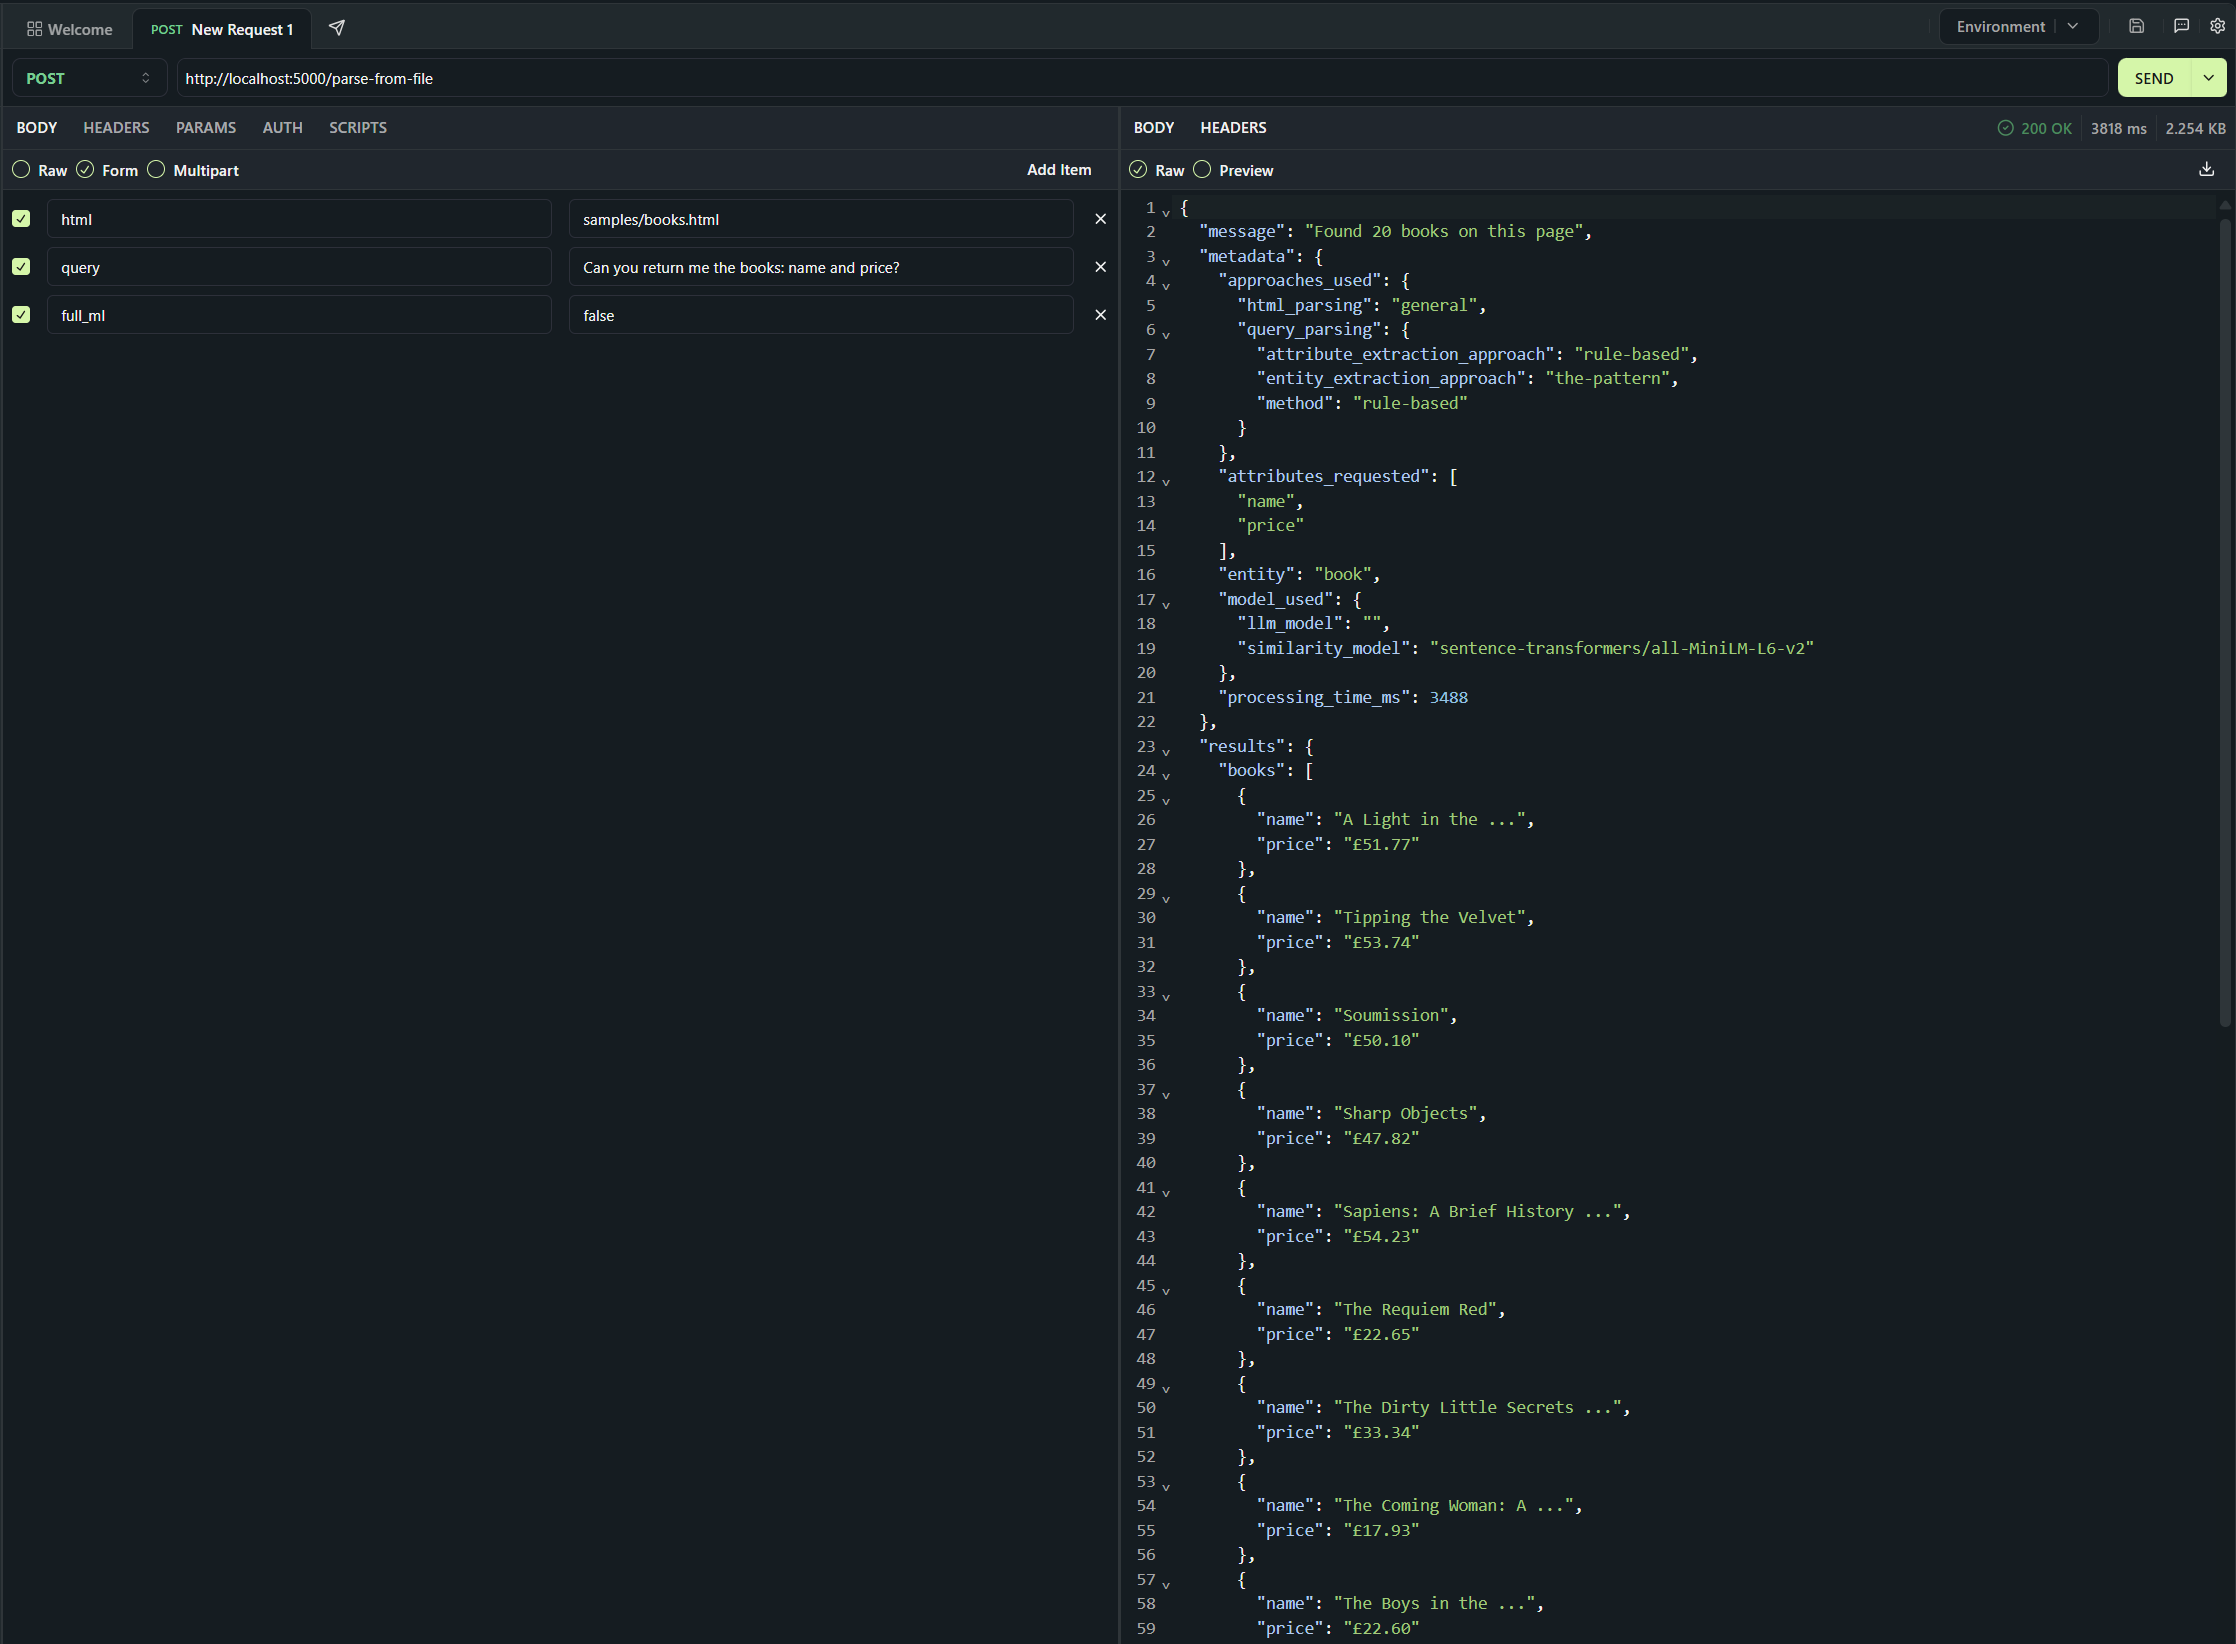 Welcome
POST New Request 1
Environment
POST
http://localhost:5000/parse-from-file
SEND
BODY HEADERS PARAMS AUTH SCRIPTS
Raw Form Multipart Add Item
html samples/books.html
query Can you return me the books: name and price?
full_ml false
BODY HEADERS 200 OK 3818 ms 2.254 KB
Raw Preview
1 {
2 "message": "Found 20 books on this page",
3 "metadata": {
4 "approaches_used": {
5 "html_parsing": "general",
6 "query_parsing": {
7 "attribute_extraction_approach": "rule-based",
8 "entity_extraction_approach": "the-pattern",
9 "method": "rule-based"
10 }
11 },
12 "attributes_requested": [
13 "name",
14 "price"
15 ],
16 "entity": "book",
17 "model_used": {
18 "llm_model": "",
19 "similarity_model": "sentence-transformers/all-MiniLM-L6-v2"
20 },
21 "processing_time_ms": 3488
22 },
23 "results": {
24 "books": [
25 {
26 "name": "A Light in the ...",
27 "price": "£51.77"
28 },
29 {
30 "name": "Tipping the Velvet",
31 "price": "£53.74"
32 },
33 {
34 "name": "Soumission",
35 "price": "£50.10"
36 },
37 {
38 "name": "Sharp Objects",
39 "price": "£47.82"
40 },
41 {
42 "name": "Sapiens: A Brief History ...",
43 "price": "£54.23"
44 },
45 {
46 "name": "The Requiem Red",
47 "price": "£22.65"
48 },
49 {
50 "name": "The Dirty Little Secrets ...",
51 "price": "£33.34"
52 },
53 {
54 "name": "The Coming Woman: A ...",
55 "price": "£17.93"
56 },
57 {
58 "name": "The Boys in the ...",
59 "price": "£22.60"